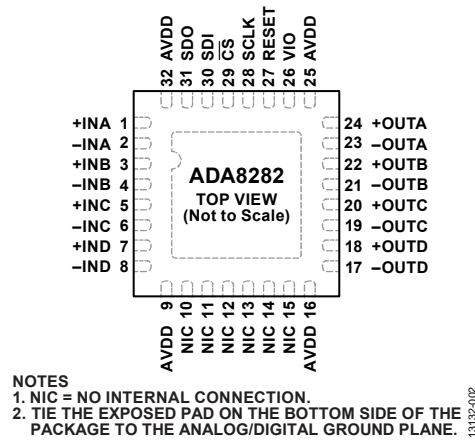 32 AVDD
31 SDO
30 SDI
29 CS
28 SCLK
27 RESET
26 VIO
25 AVDD
+INA 1
–INA 2
+INB 3
–INB 4
+INC 5
–INC 6
+IND 7
–IND 8
ADA8282
TOP VIEW
(Not to Scale)
24 +OUTA
23 –OUTA
22 +OUTB
21 –OUTB
20 +OUTC
19 –OUTC
18 +OUTD
17 –OUTD
AVDD 9
NIC 10
NIC 11
NIC 12
NIC 13
NIC 14
NIC 15
AVDD 16
NOTES
1. NIC = NO INTERNAL CONNECTION.
2. TIE THE EXPOSED PAD ON THE BOTTOM SIDE OF THE
PACKAGE TO THE ANALOG/DIGITAL GROUND PLANE.
13132-002